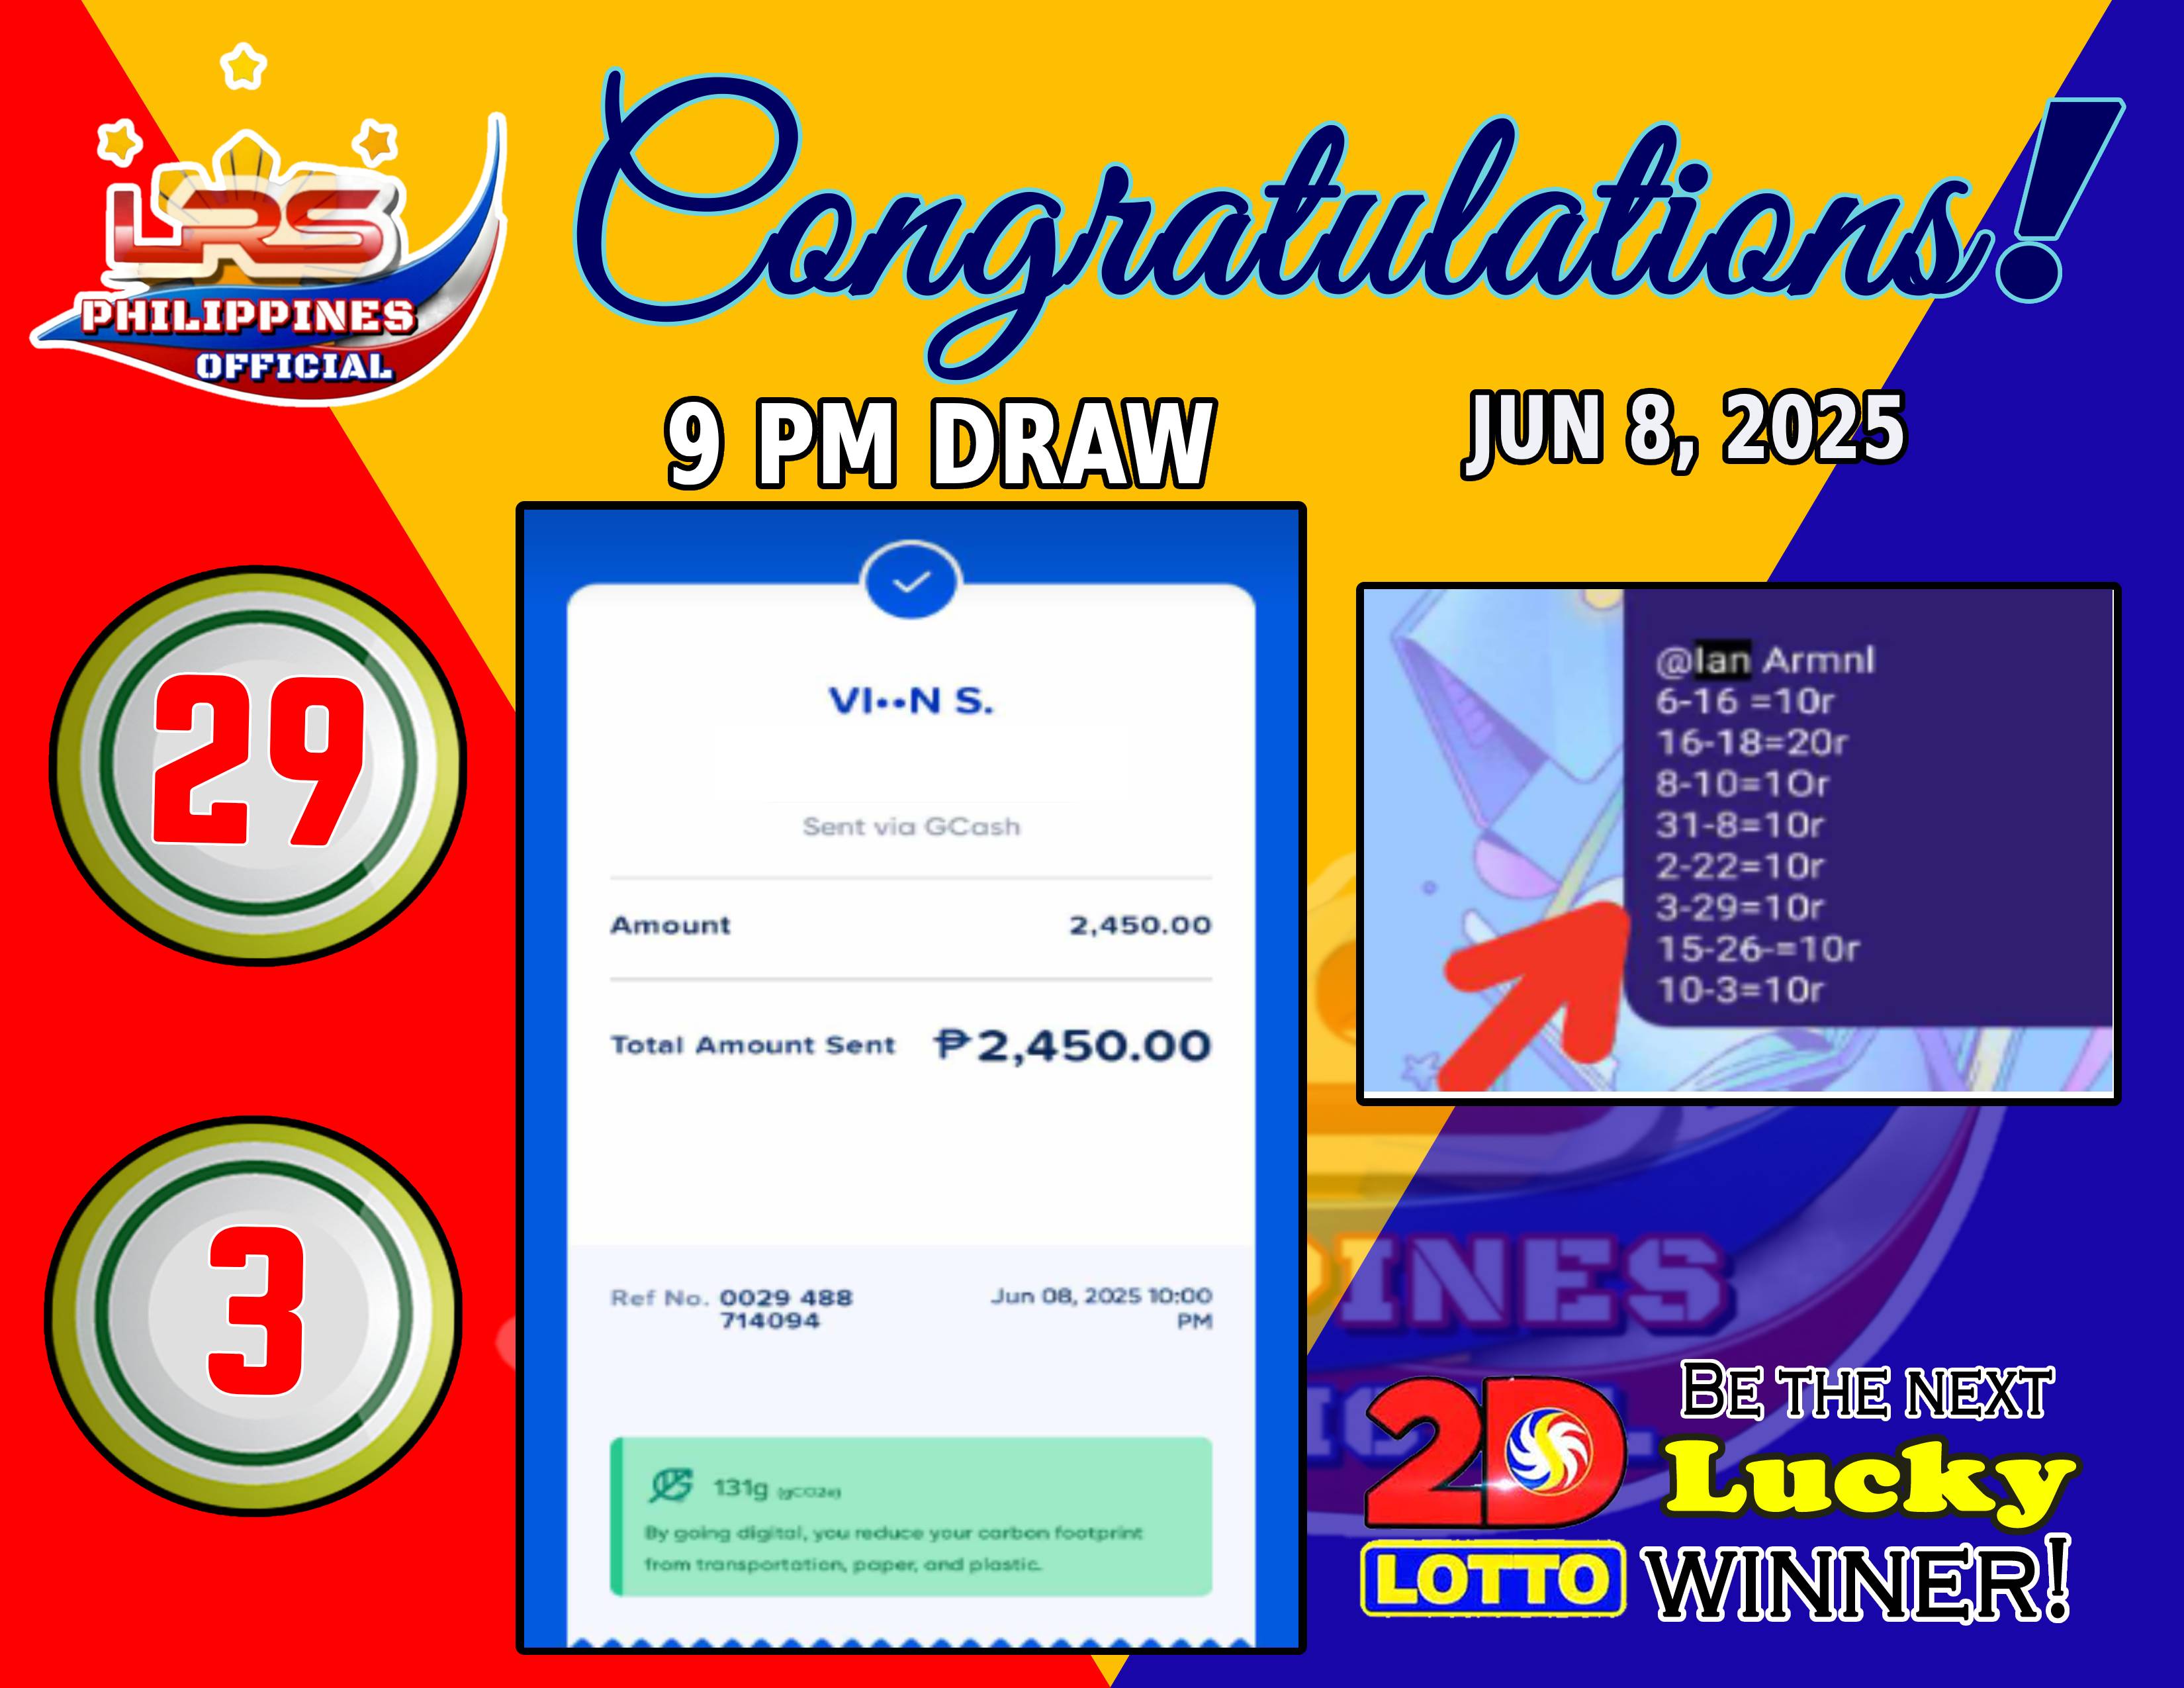 LRS
PHILIPPINES
OFFICIAL
Congratulations!
9 PM DRAW
JUN 8, 2025
29
3
VI••N S.
Sent via GCash
Amount 2,450.00
Total Amount Sent ₱2,450.00
Ref No. 0029 488
714094
Jun 08, 2025 10:00
PM
131g (gCO2e)
By going digital, you reduce your carbon footprint
from transportation, paper, and plastic.
@Ian Armnl
6-16 =10r
16-18=20r
8-10=1Or
31-8=10r
2-22=10r
3-29=10r
15-26-=10r
10-3=10r
PINES
2D
LOTTO
BE THE NEXT
Lucky
WINNER!